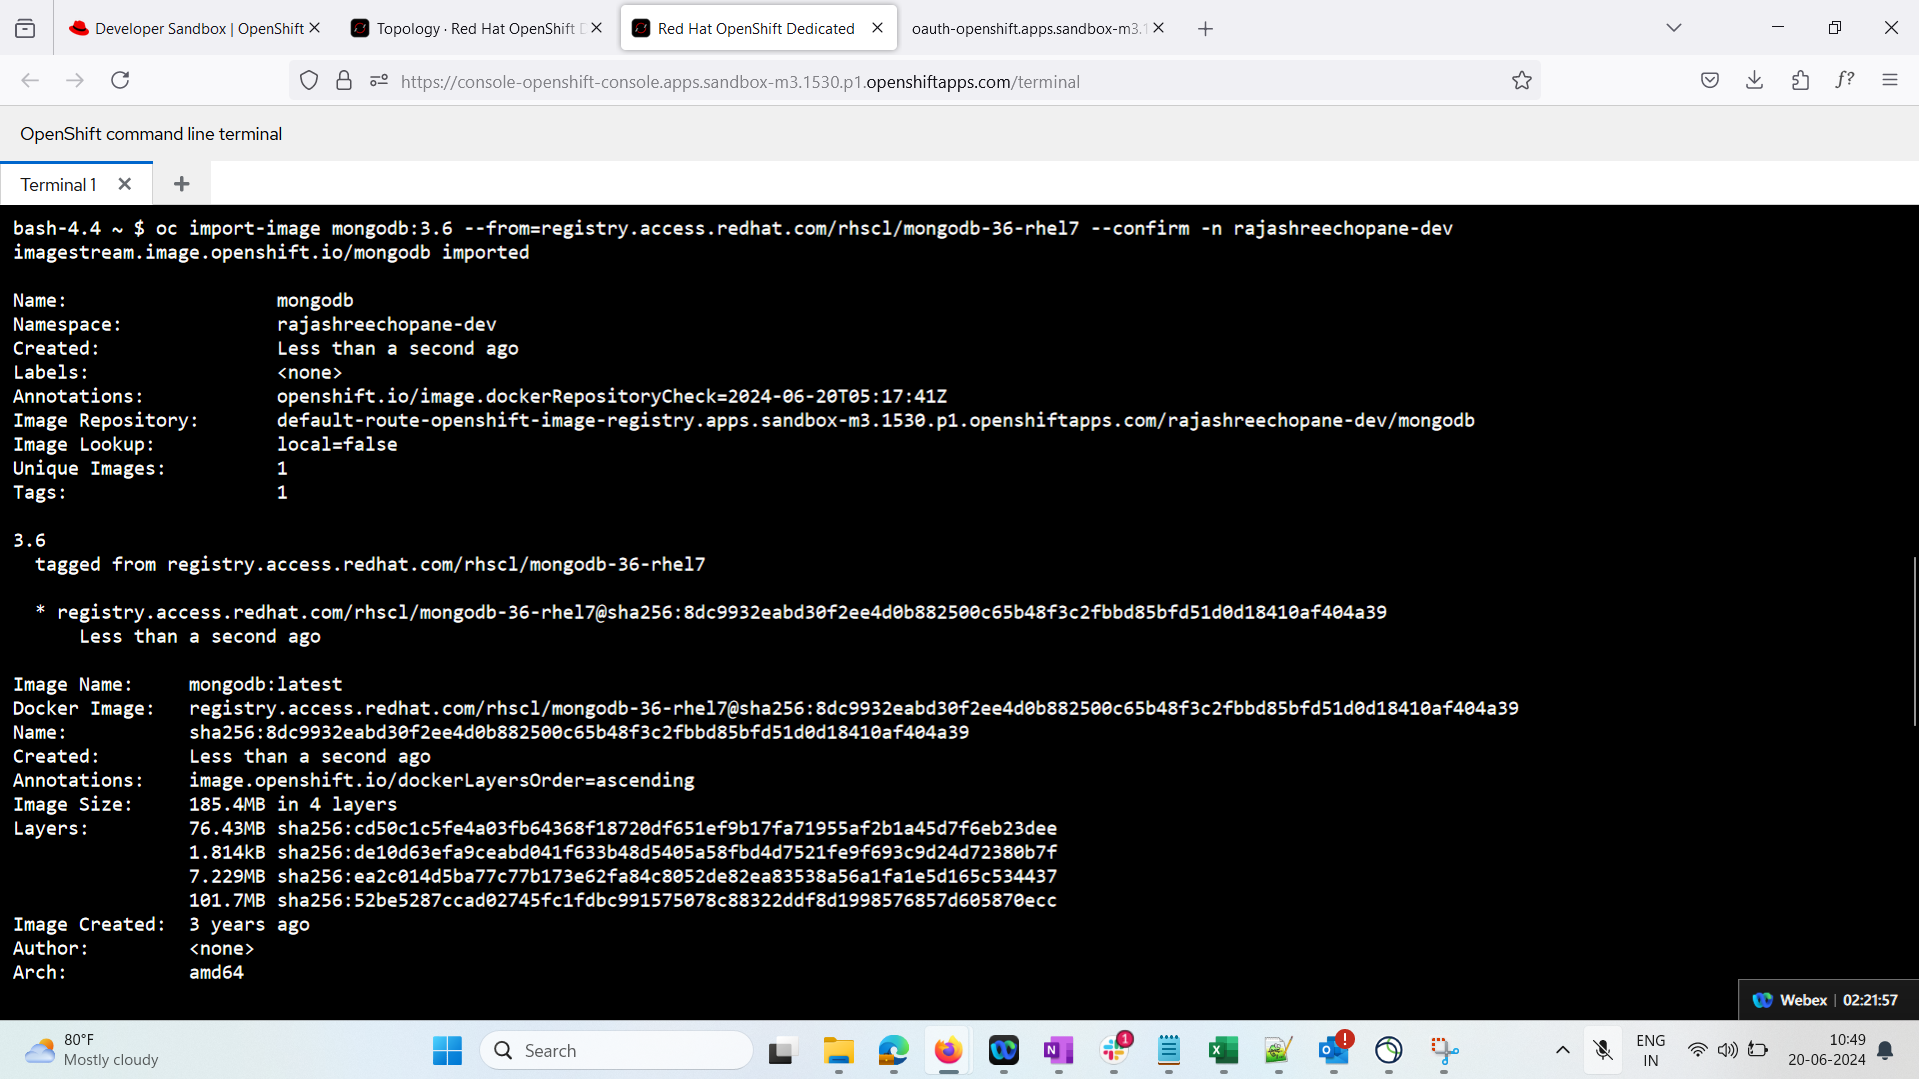 Developer Sandbox | OpenShift
Topology · Red Hat OpenShift D
Red Hat OpenShift Dedicated
oauth-openshift.apps.sandbox-m3.1
https://console-openshift-console.apps.sandbox-m3.1530.p1.openshiftapps.com/terminal
OpenShift command line terminal
Terminal 1
bash-4.4 ~ $ oc import-image mongodb:3.6 --from=registry.access.redhat.com/rhscl/mongodb-36-rhel7 --confirm -n rajashreechopane-dev
imagestream.image.openshift.io/mongodb imported
Name: mongodb
Namespace: rajashreechopane-dev
Created: Less than a second ago
Labels: <none>
Annotations: openshift.io/image.dockerRepositoryCheck=2024-06-20T05:17:41Z
Image Repository: default-route-openshift-image-registry.apps.sandbox-m3.1530.p1.openshiftapps.com/rajashreechopane-dev/mongodb
Image Lookup: local=false
Unique Images: 1
Tags: 1
3.6
tagged from registry.access.redhat.com/rhscl/mongodb-36-rhel7
* registry.access.redhat.com/rhscl/mongodb-36-rhel7@sha256:8dc9932eabd30f2ee4d0b882500c65b48f3c2fbbd85bfd51d0d18410af404a39
Less than a second ago
Image Name: mongodb:latest
Docker Image: registry.access.redhat.com/rhscl/mongodb-36-rhel7@sha256:8dc9932eabd30f2ee4d0b882500c65b48f3c2fbbd85bfd51d0d18410af404a39
Name: sha256:8dc9932eabd30f2ee4d0b882500c65b48f3c2fbbd85bfd51d0d18410af404a39
Created: Less than a second ago
Annotations: image.openshift.io/dockerLayersOrder=ascending
Image Size: 185.4MB in 4 layers
Layers: 76.43MB sha256:cd50c1c5fe4a03fb64368f18720df651ef9b17fa71955af2b1a45d7f6eb23dee
1.814kB sha256:de10d63efa9ceabd041f633b48d5405a58fbd4d7521fe9f693c9d24d72380b7f
7.229MB sha256:ea2c014d5ba77c77b173e62fa84c8052de82ea83538a56a1fa1e5d165c534437
101.7MB sha256:52be5287ccad02745fc1fdbc991575078c88322ddf8d1998576857d605870ecc
Image Created: 3 years ago
Author: <none>
Arch: amd64
Webex | 02:21:57
80°F
Mostly cloudy
Search
1
ENG
IN
10:49
20-06-2024